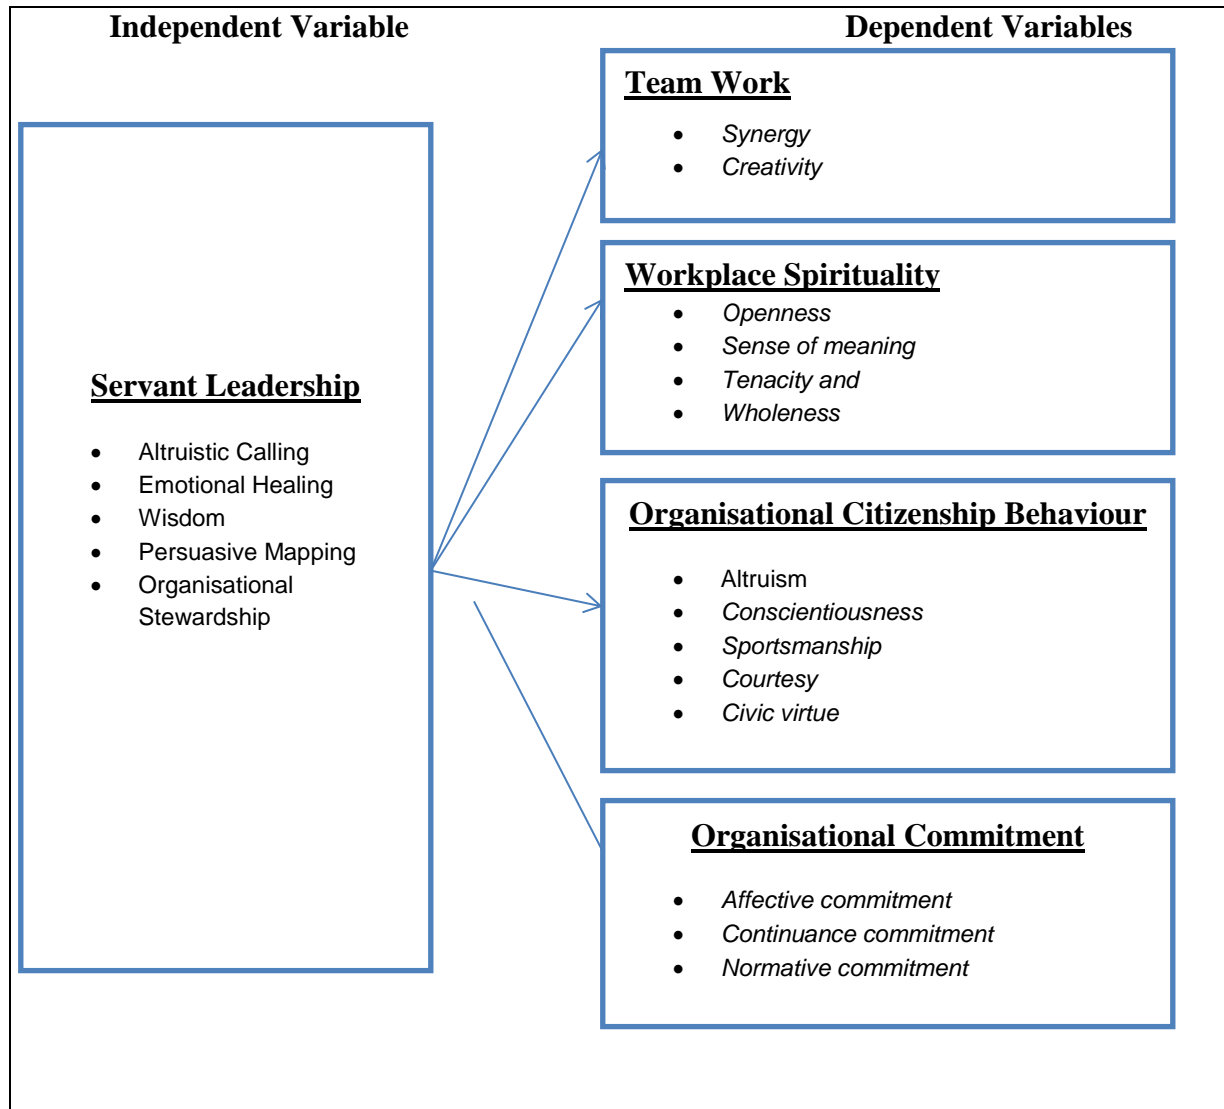 Independent Variable
Dependent Variables
Servant Leadership
• Altruistic Calling
• Emotional Healing
• Wisdom
• Persuasive Mapping
• Organisational
Stewardship
Team Work
• Synergy
• Creativity
Workplace Spirituality
• Openness
• Sense of meaning
• Tenacity and
• Wholeness
Organisational Citizenship Behaviour
• Altruism
• Conscientiousness
• Sportsmanship
• Courtesy
• Civic virtue
Organisational Commitment
• Affective commitment
• Continuance commitment
• Normative commitment